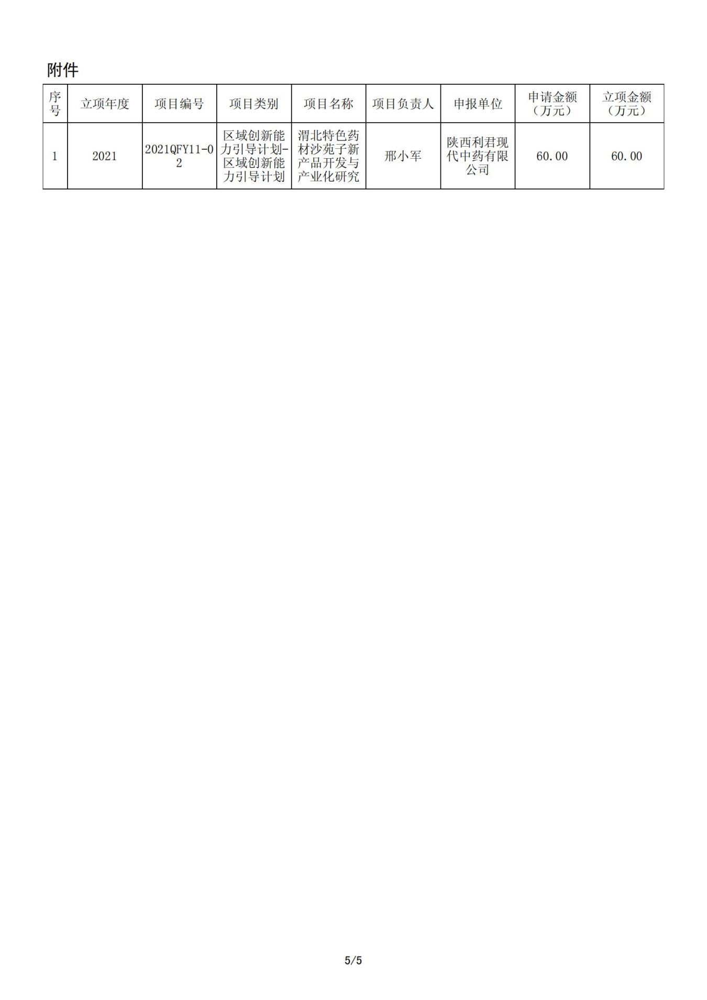 附件
序号 立项年度 项目编号 项目类别 项目名称 项目负责人 申报单位 申请金额（万元） 立项金额（万元）
1 2021 2021QFY11-02 区域创新能力引导计划-区域创新能力引导计划 渭北特色药材沙苑子新产品开发与产业化研究 邢小军 陕西利君现代中药有限公司 60.00 60.00
5/5